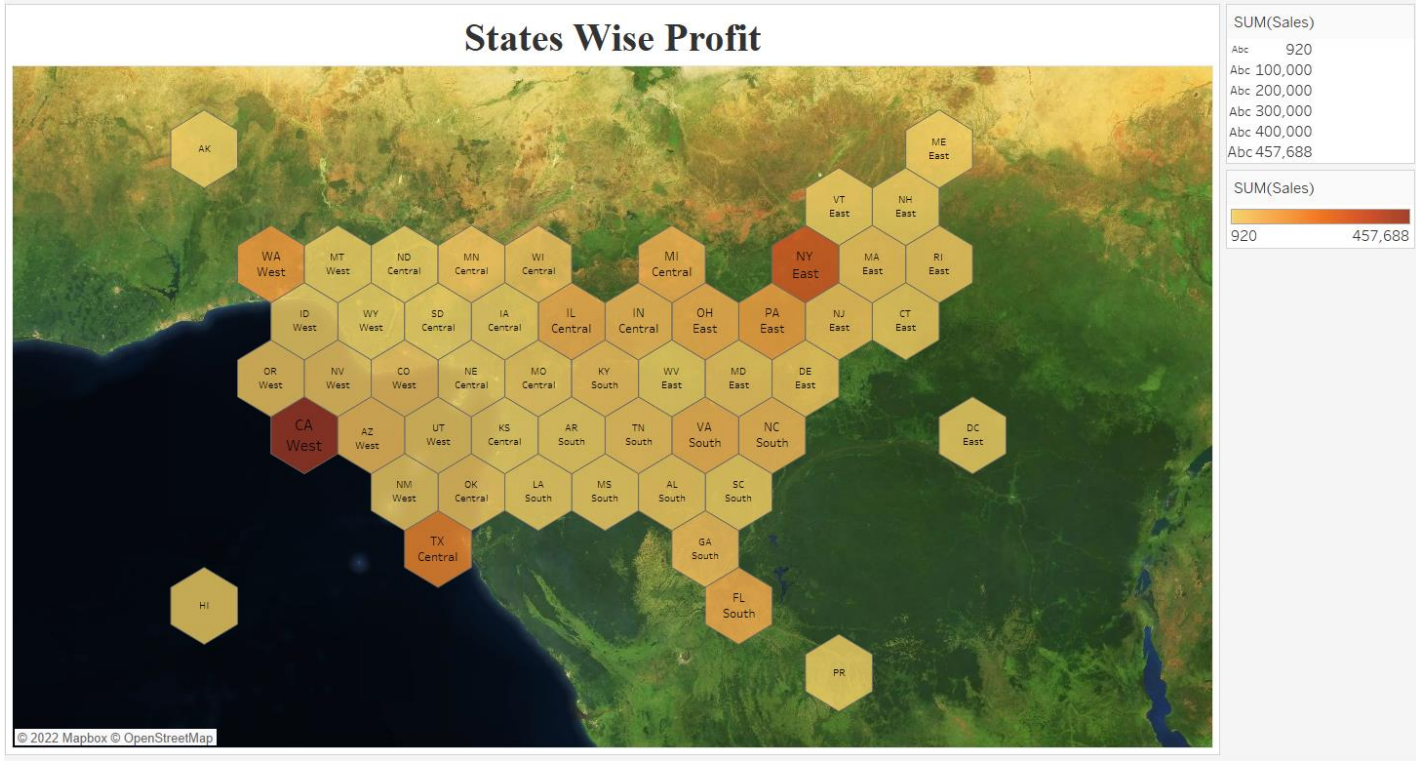 States Wise Profit
AK
ME
East
VT
East
NH
East
WA
West
MT
West
ND
Central
MN
Central
WI
Central
MI
Central
NY
East
MA
East
RI
East
ID
West
WY
West
SD
Central
IA
Central
IL
Central
IN
Central
OH
East
PA
East
NJ
East
CT
East
OR
West
NV
West
CO
West
NE
Central
MO
Central
KY
South
WV
East
MD
East
DE
East
CA
West
AZ
West
UT
West
KS
Central
AR
South
TN
South
VA
South
NC
South
DC
East
NM
West
OK
Central
LA
South
MS
South
AL
South
SC
South
TX
Central
GA
South
HI
FL
South
PR
© 2022 Mapbox © OpenStreetMap
SUM(Sales)
Abc 920
Abc 100,000
Abc 200,000
Abc 300,000
Abc 400,000
Abc 457,688
SUM(Sales)
920 457,688